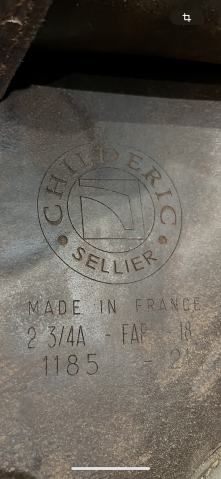 CHILDERIC
SELLIER
MADE IN FRANCE
2 3/4A - FAP - 18
1185 -